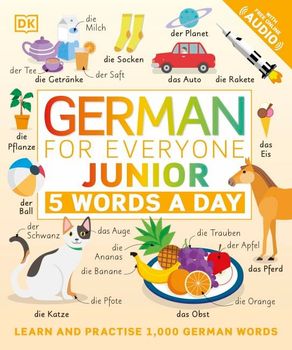 DK
die
Milch
die Socken
der Planet
WITH
FREE ONLINE
AUDIO
der Tee
die Getränke
der Saft
das Auto
die Rakete
die
Pflanze
das
Eis
GERMAN
FOR EVERYONE
JUNIOR
5 WORDS A DAY
der
Ball
der
Schwanz
das Auge
die
Ananas
die Banane
die Trauben
der Apfel
das Pferd
die Katze
die Pfote
das Obst
die Orange
LEARN AND PRACTISE 1,000 GERMAN WORDS